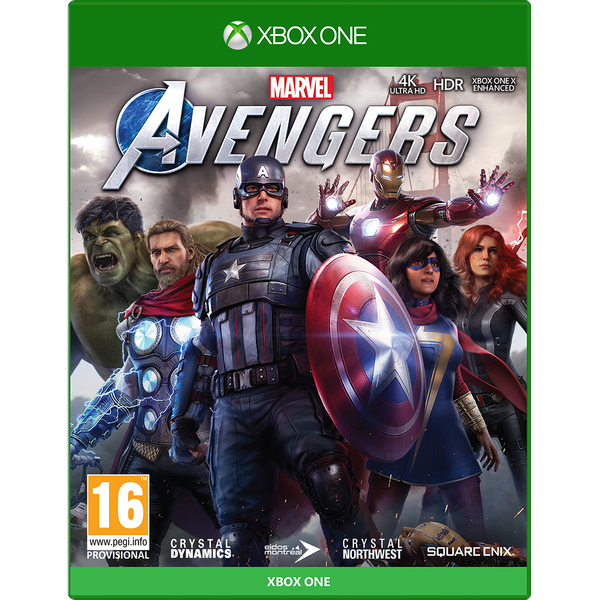 XBOX ONE
MARVEL
4K
ULTRA HD
HDR
XBOX ONE X
ENHANCED
AVENGERS
A
16
www.pegi.info
PROVISIONAL
CRYSTAL
DYNAMICS
eidos
montréal
CRYSTAL
NORTHWEST
SQUARE ENIX
XBOX ONE